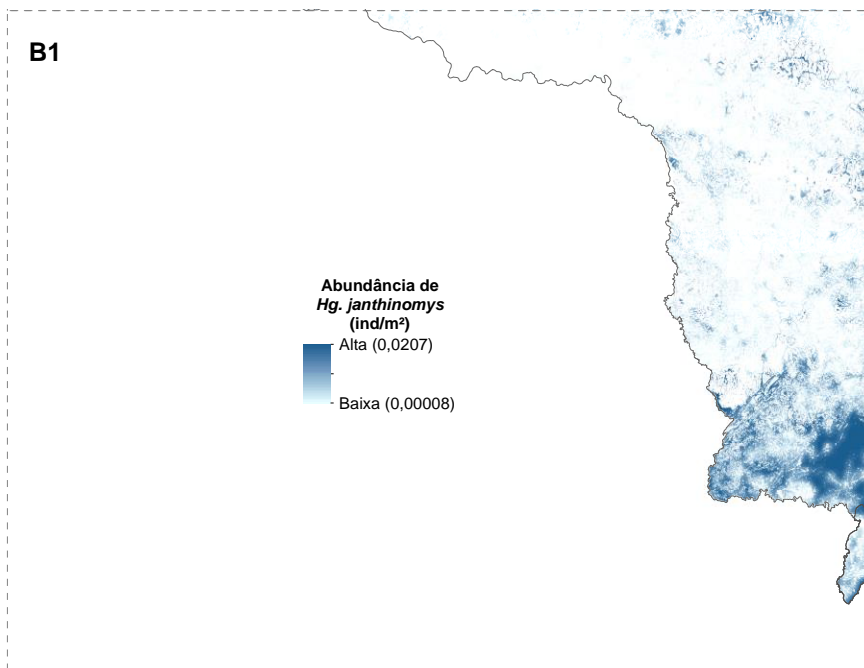 B1
Abundância de
Hg. janthinomys
(ind/m²)
Alta (0,0207)
Baixa (0,00008)